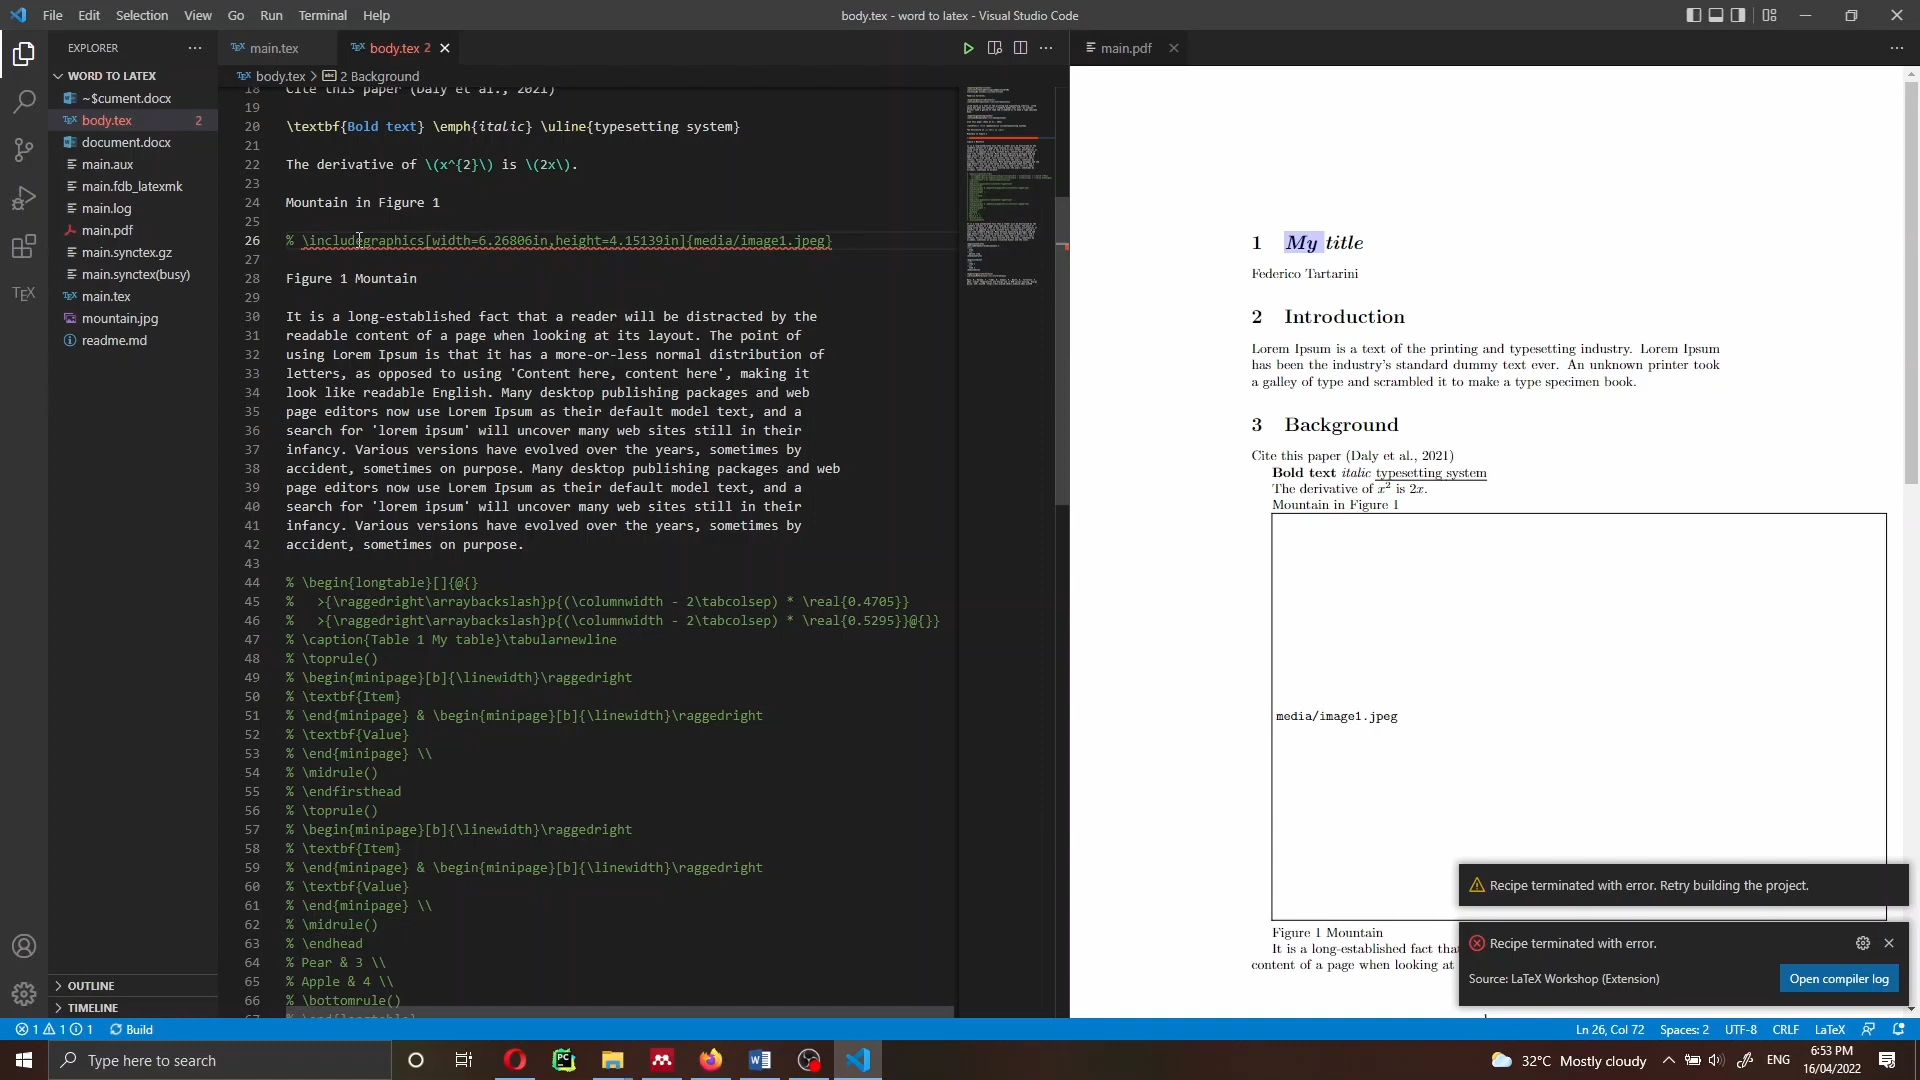 File Edit Selection View Go Run Terminal Help
body.tex - word to latex - Visual Studio Code
EXPLORER
WORD TO LATEX
~$cument.docx
body.tex 2
document.docx
main.aux
main.fdb_latexmk
main.log
main.pdf
main.synctex.gz
main.synctex(busy)
main.tex
mountain.jpg
readme.md
OUTLINE
TIMELINE
main.tex
body.tex 2
body.tex > 2 Background
18 Cite this paper (Daly et al., 2021)
19
20 \textbf{Bold text} \emph{italic} \uline{typesetting system}
21
22 The derivative of \(x^{2}\) is \(2x\).
23
24 Mountain in Figure 1
25
26 % \includegraphics[width=6.26806in,height=4.15139in]{media/image1.jpeg}
27
28 Figure 1 Mountain
29
30 It is a long-established fact that a reader will be distracted by the
31 readable content of a page when looking at its layout. The point of
32 using Lorem Ipsum is that it has a more-or-less normal distribution of
33 letters, as opposed to using 'Content here, content here', making it
34 look like readable English. Many desktop publishing packages and web
35 page editors now use Lorem Ipsum as their default model text, and a
36 search for 'lorem ipsum' will uncover many web sites still in their
37 infancy. Various versions have evolved over the years, sometimes by
38 accident, sometimes on purpose. Many desktop publishing packages and web
39 page editors now use Lorem Ipsum as their default model text, and a
40 search for 'lorem ipsum' will uncover many web sites still in their
41 infancy. Various versions have evolved over the years, sometimes by
42 accident, sometimes on purpose.
43
44 % \begin{longtable}[]{@{}
45 %   >{\raggedright\arraybackslash}p{(\columnwidth - 2\tabcolsep) * \real{0.4705}}
46 %   >{\raggedright\arraybackslash}p{(\columnwidth - 2\tabcolsep) * \real{0.5295}}@{}}
47 % \caption{Table 1 My table}\tabularnewline
48 % \toprule()
49 % \begin{minipage}[b]{\linewidth}\raggedright
50 % \textbf{Item}
51 % \end{minipage} & \begin{minipage}[b]{\linewidth}\raggedright
52 % \textbf{Value}
53 % \end{minipage} \\
54 % \midrule()
55 % \endfirsthead
56 % \toprule()
57 % \begin{minipage}[b]{\linewidth}\raggedright
58 % \textbf{Item}
59 % \end{minipage} & \begin{minipage}[b]{\linewidth}\raggedright
60 % \textbf{Value}
61 % \end{minipage} \\
62 % \midrule()
63 % \endhead
64 % Pear & 3 \\
65 % Apple & 4 \\
66 % \bottomrule()
67 % \end{longtable}
main.pdf
1 My title
Federico Tartarini
2 Introduction
Lorem Ipsum is a text of the printing and typesetting industry. Lorem Ipsum
has been the industry's standard dummy text ever. An unknown printer took
a galley of type and scrambled it to make a type specimen book.
3 Background
Cite this paper (Daly et al., 2021)
Bold text italic typesetting system
The derivative of x² is 2x.
Mountain in Figure 1
media/image1.jpeg
Figure 1 Mountain
It is a long-established fact tha
content of a page when looking at
Recipe terminated with error. Retry building the project.
Recipe terminated with error.
Source: LaTeX Workshop (Extension)
Open compiler log
1 1 1 Build
Ln 26, Col 72 Spaces: 2 UTF-8 CRLF LaTeX
Type here to search
TEX
PC
32°C Mostly cloudy
ENG
6:53 PM
16/04/2022